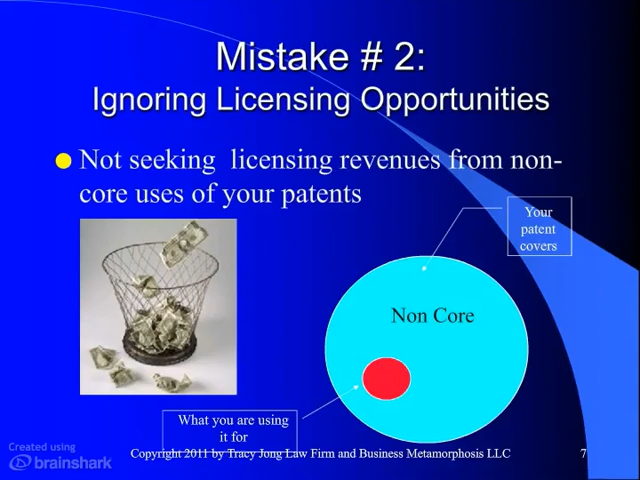 Mistake # 2:
Ignoring Licensing Opportunities
Not seeking licensing revenues from non-
core uses of your patents
Your
patent
covers
Non Core
What you are using
it for
Created using
brainshark
Copyright 2011 by Tracy Jong Law Firm and Business Metamorphosis LLC
7